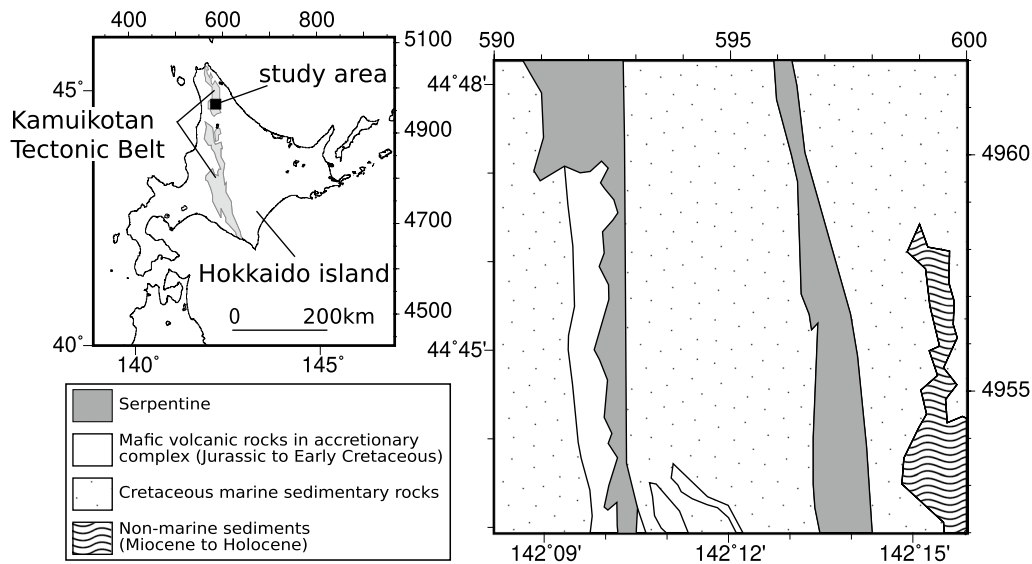 400 600 800
5100
4900
4700
4500
45˚
40˚
140˚ 145˚
study area
Kamuikotan
Tectonic Belt
Hokkaido island
0 200km
Serpentine
Mafic volcanic rocks in accretionary
complex (Jurassic to Early Cretaceous)
Cretaceous marine sedimentary rocks
Non-marine sediments
(Miocene to Holocene)
590 595 600
44˚48'
44˚45'
4960
4955
142˚09' 142˚12' 142˚15'